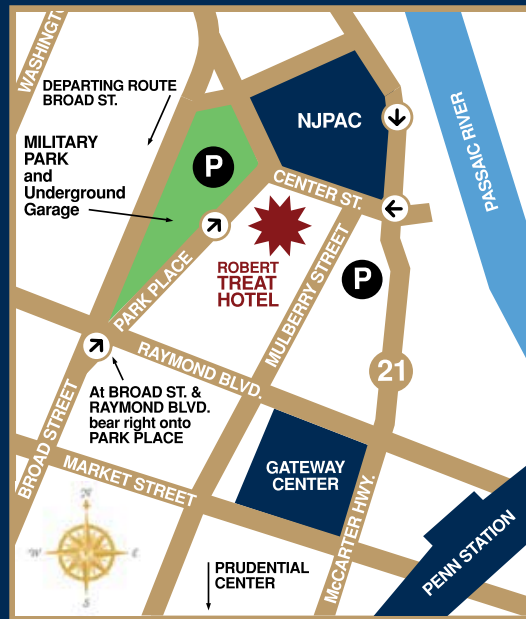 WASHINGT
DEPARTING ROUTE
BROAD ST.
NJPAC
MILITARY
PARK
and
Underground
Garage
P
CENTER ST.
PASSAIC RIVER
ROBERT
TREAT
HOTEL
PARK PLACE
MULBERRY STREET
P
RAYMOND BLVD.
21
At BROAD ST. &
RAYMOND BLVD.
bear right onto
PARK PLACE
BROAD STREET
MARKET STREET
GATEWAY
CENTER
McCARTER HWY.
PENN STATION
N
W
E
S
PRUDENTIAL
CENTER